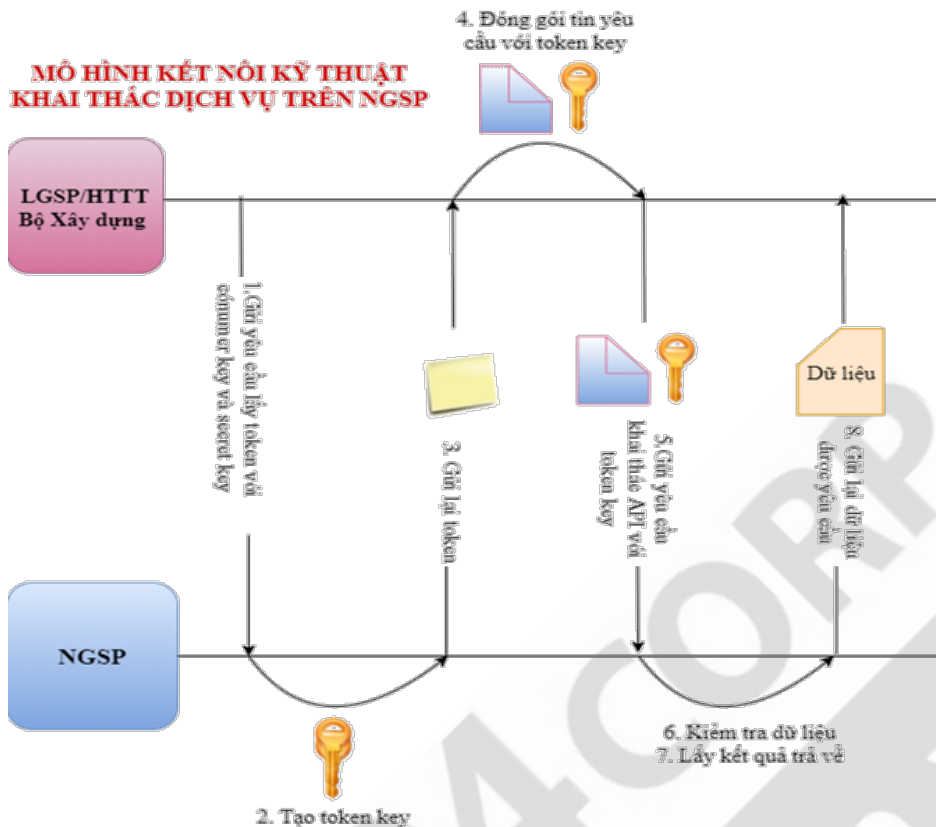 MÔ HÌNH KẾT NỐI KỸ THUẬT
KHAI THÁC DỊCH VỤ TRÊN NGSP
4. Đóng gói tin yêu
cầu với token key
LGSP/HTTT
Bộ Xây dựng
1.Gửi yêu cầu lấy token với
cónumer key và secret key
3. Gửi lại token
5.Gửi yêu cầu
khai thác API với
token key
Dữ liệu
8. Gửi lại dữ liệu
được yêu cầu
NGSP
2. Tạo token key
6. Kiểm tra dữ liệu
7. Lấy kết quả trả về
4CORP